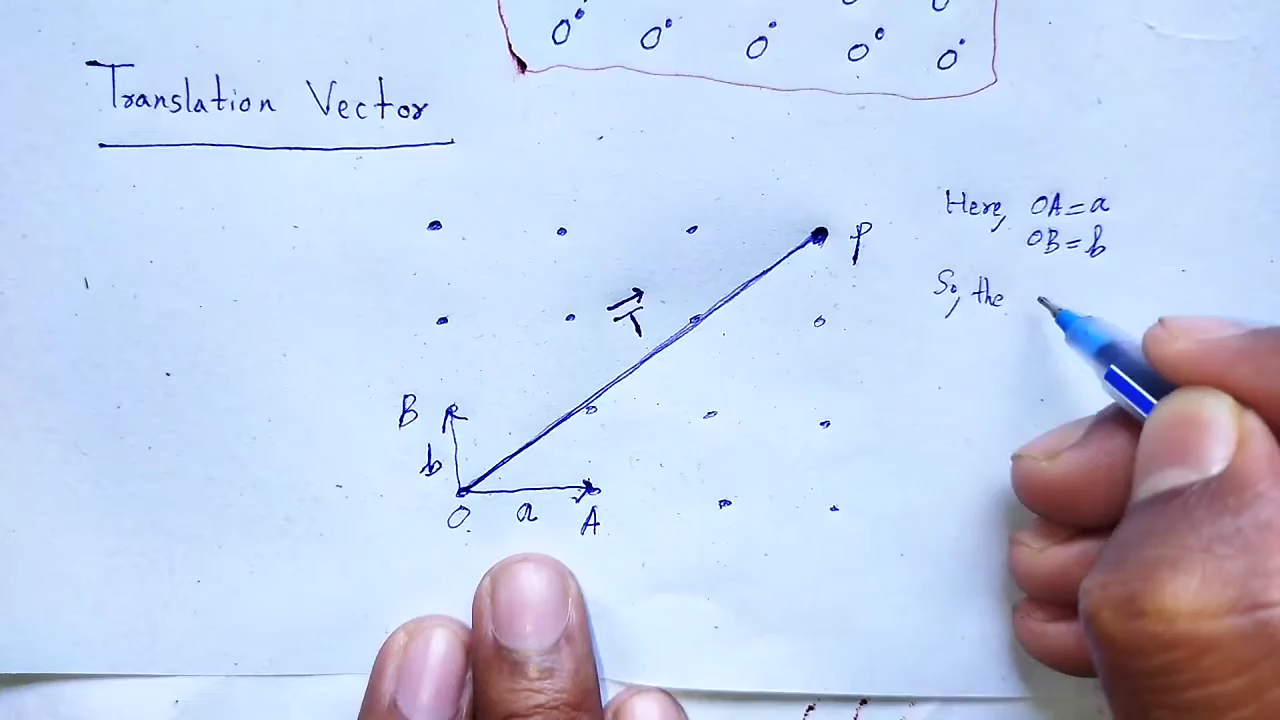 Translation Vector
Here, OA = a
OB = b
So, the
P
T
B
b
O
a
A